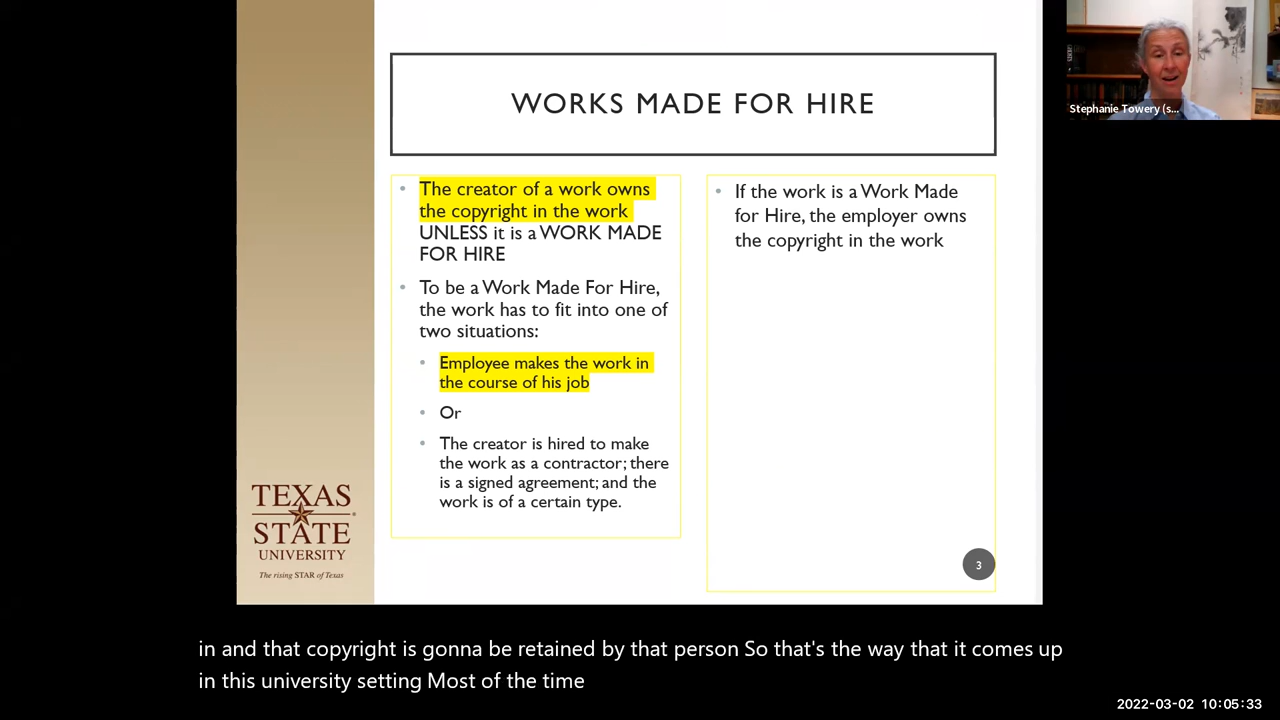 WORKS MADE FOR HIRE
The creator of a work owns
the copyright in the work
UNLESS it is a WORK MADE
FOR HIRE
To be a Work Made For Hire,
the work has to fit into one of
two situations:
Employee makes the work in
the course of his job
Or
The creator is hired to make
the work as a contractor; there
is a signed agreement; and the
work is of a certain type.
If the work is a Work Made
for Hire, the employer owns
the copyright in the work
3
TEXAS
STATE
UNIVERSITY
The rising STAR of Texas
Stephanie Towery (s...
in and that copyright is gonna be retained by that person So that's the way that it comes up
in this university setting Most of the time
2022-03-02 10:05:33